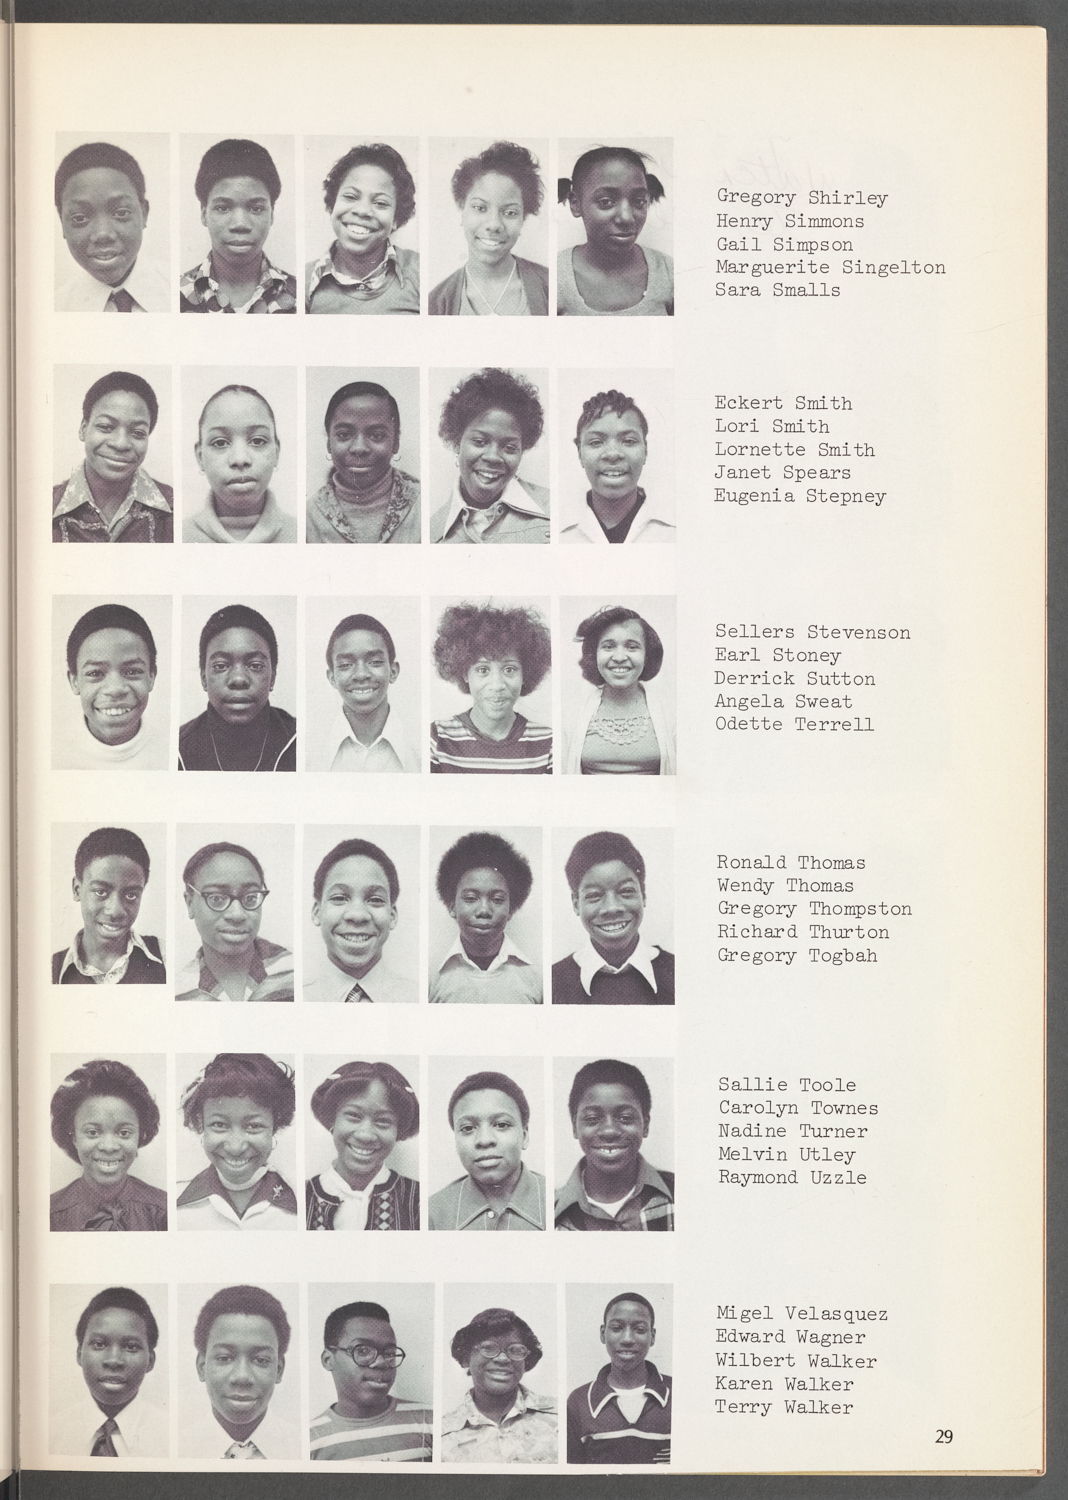 Gregory Shirley
Henry Simmons
Gail Simpson
Marguerite Singelton
Sara Smalls
Eckert Smith
Lori Smith
Lornette Smith
Janet Spears
Eugenia Stepney
Sellers Stevenson
Earl Stoney
Derrick Sutton
Angela Sweat
Odette Terrell
Ronald Thomas
Wendy Thomas
Gregory Thompston
Richard Thurton
Gregory Togbah
Sallie Toole
Carolyn Townes
Nadine Turner
Melvin Utley
Raymond Uzzle
Migel Velasquez
Edward Wagner
Wilbert Walker
Karen Walker
Terry Walker
29